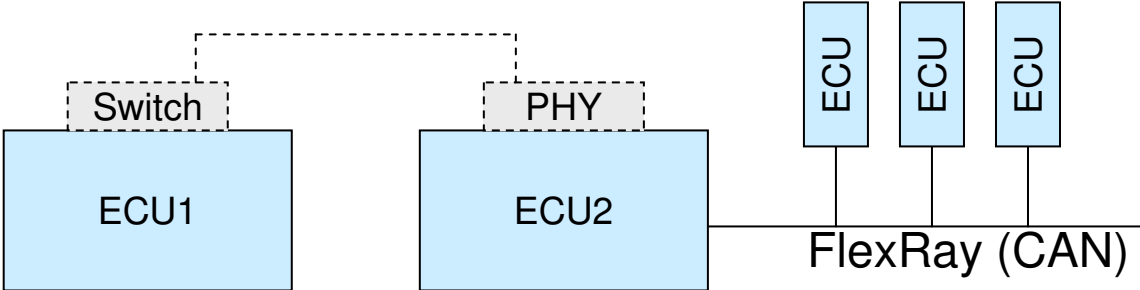 Switch
PHY
ECU
ECU
ECU
ECU1
ECU2
FlexRay (CAN)